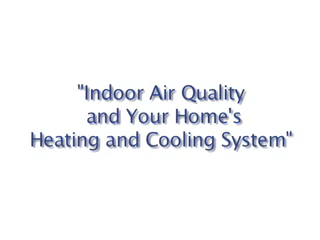 "Indoor Air Quality
and Your Home's
Heating and Cooling System"